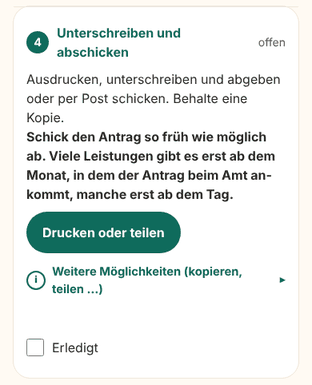 4 Unterschreiben und
abschicken
offen
Ausdrucken, unterschreiben und abgeben
oder per Post schicken. Behalte eine
Kopie.
Schick den Antrag so früh wie möglich
ab. Viele Leistungen gibt es erst ab dem
Monat, in dem der Antrag beim Amt an-
kommt, manche erst ab dem Tag.
Drucken oder teilen
i Weitere Möglichkeiten (kopieren,
teilen ...) ▸
Erledigt